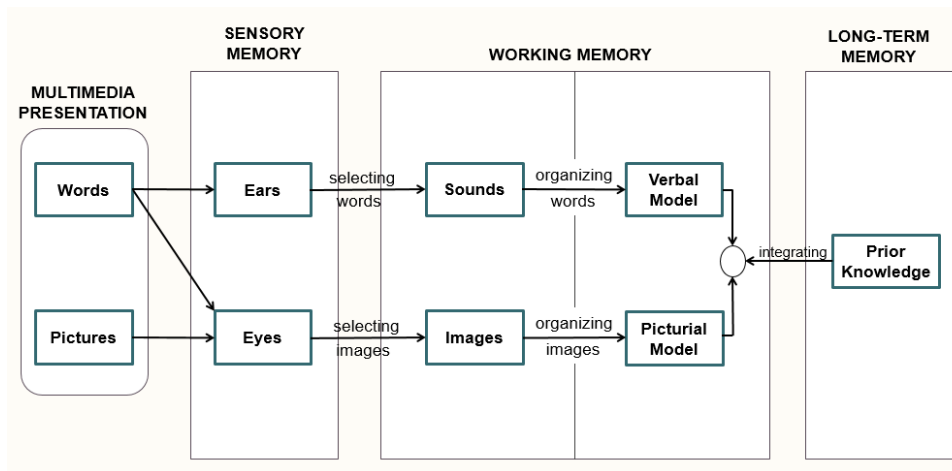 SENSORY
MEMORY
WORKING MEMORY
LONG-TERM
MEMORY
MULTIMEDIA
PRESENTATION
Words
Ears
selecting
words
Sounds
organizing
words
Verbal
Model
integrating
Prior
Knowledge
Pictures
Eyes
selecting
images
Images
organizing
images
Picturial
Model